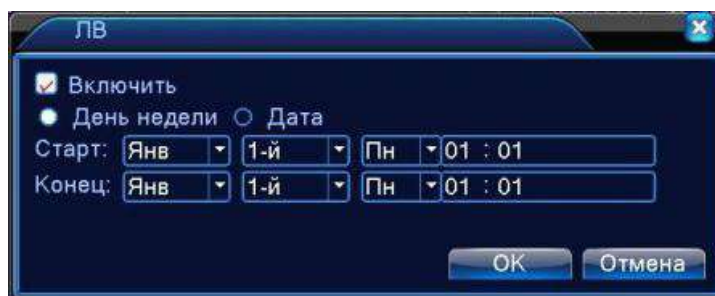 ЛВ
Включить
День недели Дата
Старт: Янв 1-й Пн 01 : 01
Конец: Янв 1-й Пн 01 : 01
OK Отмена